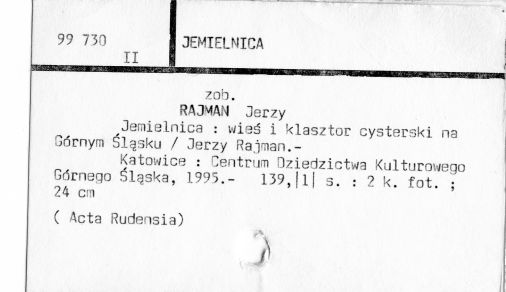 99 730
II
JEMIELNICA
zob.
RAJMAN Jerzy
Jemielnica : wieś i klasztor cysterski na
Górnym Śląsku / Jerzy Rajman.-
Katowice : Centrum Dziedzictwa Kulturowego
Górnego Śląska, 1995.- 139,|1| s. : 2 k. fot. ;
24 cm
( Acta Rudensia)